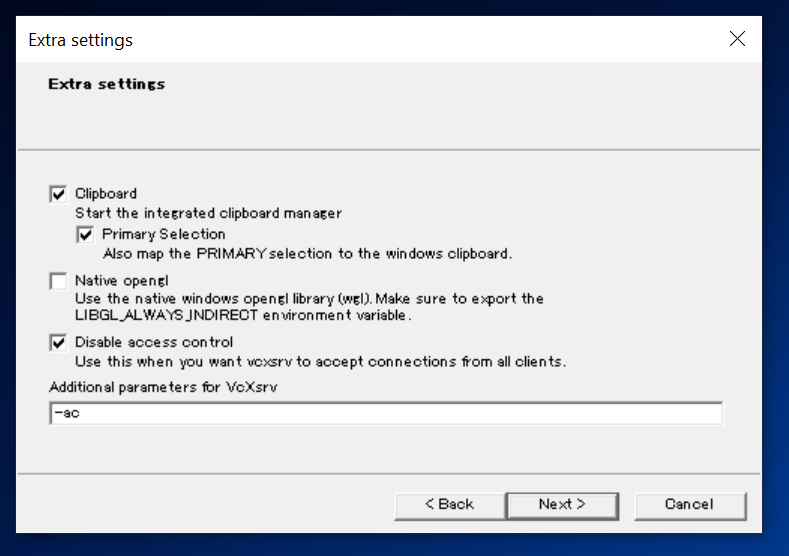 Extra settings
Extra settings
Clipboard
Start the integrated clipboard manager
Primary Selection
Also map the PRIMARY selection to the windows clipboard.
Native opengl
Use the native windows opengl library (wgl). Make sure to export the
LIBGL_ALWAYS_INDIRECT environment variable.
Disable access control
Use this when you want vcxsrv to accept connections from all clients.
Additional parameters for VcXsrv
-ac
< Back
Next >
Cancel